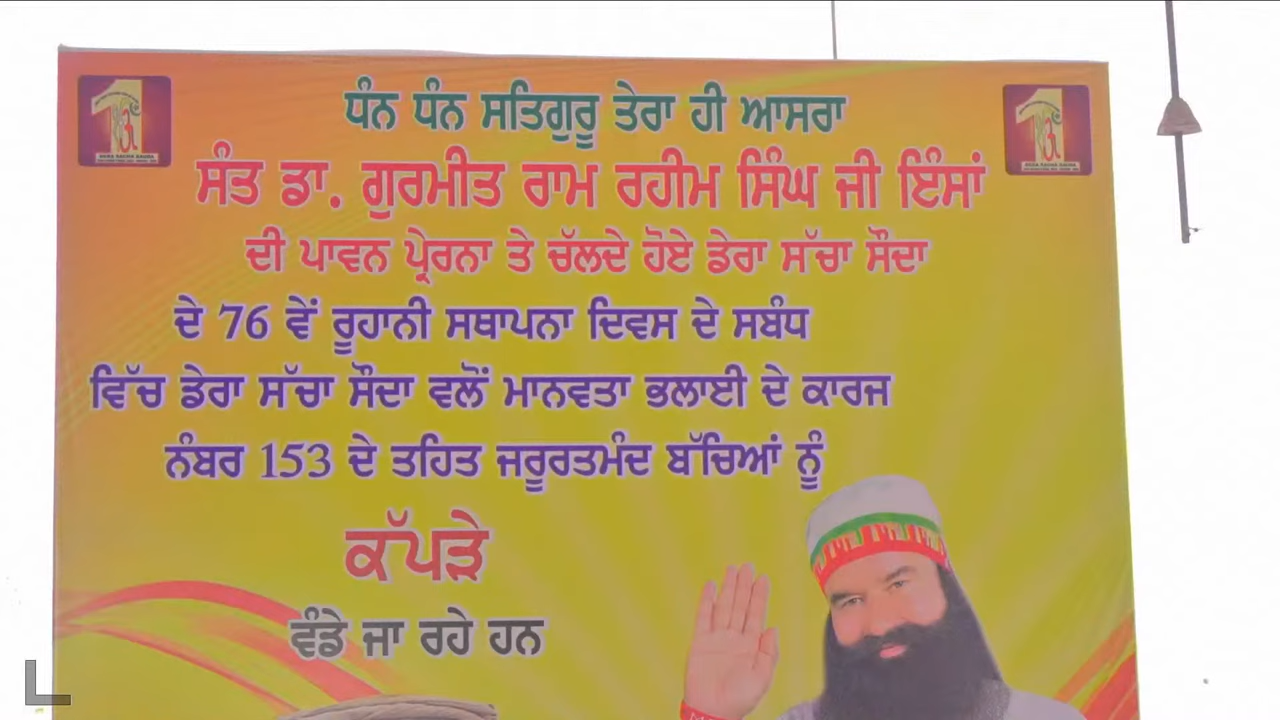 ਧੰਨ ਧੰਨ ਸਤਿਗੁਰੂ ਤੇਰਾ ਹੀ ਆਸਰਾ
ਸੰਤ ਡਾ. ਗੁਰਮੀਤ ਰਾਮ ਰਹੀਮ ਸਿੰਘ ਜੀ ਇੰਸਾਂ
ਦੀ ਪਾਵਨ ਪ੍ਰੇਰਨਾ ਤੇ ਚੱਲਦੇ ਹੋਏ ਡੇਰਾ ਸੱਚਾ ਸੌਦਾ
ਦੇ 76 ਵੇਂ ਰੂਹਾਨੀ ਸਥਾਪਨਾ ਦਿਵਸ ਦੇ ਸਬੰਧ
ਵਿੱਚ ਡੇਰਾ ਸੱਚਾ ਸੌਦਾ ਵਲੋਂ ਮਾਨਵਤਾ ਭਲਾਈ ਦੇ ਕਾਰਜ
ਨੰਬਰ 153 ਦੇ ਤਹਿਤ ਜਰੂਰਤਮੰਦ ਬੱਚਿਆਂ ਨੂੰ
ਕੱਪੜੇ
ਵੰਡੇ ਜਾ ਰਹੇ ਹਨ